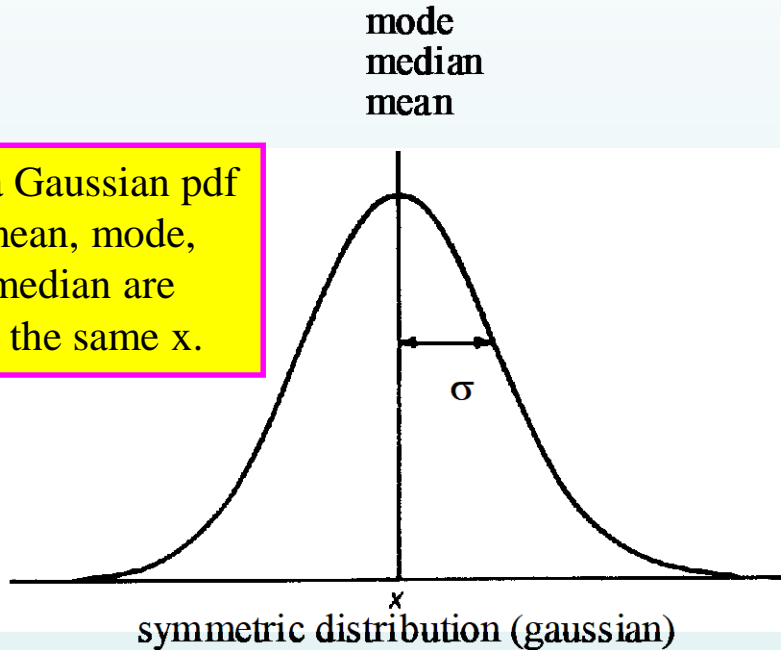 mode
median
mean
a Gaussian pdf
mean, mode,
median are
the same x.
σ
x
symmetric distribution (gaussian)